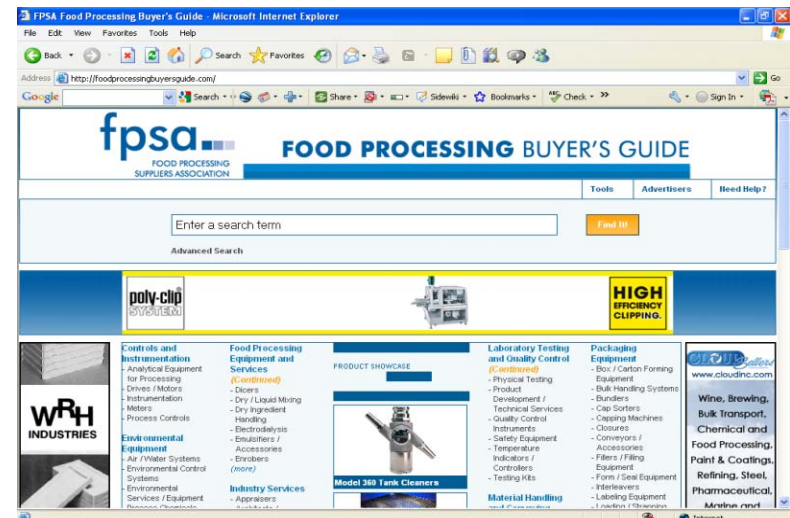 FPSA Food Processing Buyer's Guide - Microsoft Internet Explorer
File Edit View Favorites Tools Help
Back Search Favorites
Address http://foodprocessingbuyersguide.com/ Go
Google Search Share Sidewiki Bookmarks Check Sign In
fpsa
FOOD PROCESSING
SUPPLIERS ASSOCIATION
FOOD PROCESSING BUYER'S GUIDE
Tools Advertisers Need Help?
Enter a search term
Find It!
Advanced Search
poly-clip
SYSTEM
HIGH
EFFICIENCY
CLIPPING.
WRH
INDUSTRIES
Controls and
Instrumentation
- Analytical Equipment
for Processing
- Drives / Motors
- Instrumentation
- Meters
- Process Controls
Environmental
Equipment
- Air / Water Systems
- Environmental Control
Systems
- Environmental
Services / Equipment
- Process Chemicals
Food Processing
Equipment and
Services
(Continued)
- Dicers
- Dry / Liquid Mixing
- Dry Ingredient
Handling
- Electrodialysis
- Emulsifiers /
Accessories
- Enrobers
(more)
Industry Services
- Appraisers
PRODUCT SHOWCASE
Model 360 Tank Cleaners
Laboratory Testing
and Quality Control
(Continued)
- Physical Testing
- Product
Development /
Technical Services
- Quality Control
Instruments
- Safety Equipment
- Temperature
Indicators /
Controllers
- Testing Kits
Material Handling
and Conveying
Packaging
Equipment
- Box / Carton Forming
Equipment
- Bulk Handling Systems
- Bundlers
- Cap Sorters
- Capping Machines
- Closures
- Conveyors /
Accessories
- Fillers / Filling
Equipment
- Form / Seal Equipment
- Interleavers
- Labeling Equipment
- Loading / Strapping
www.cloudinc.com
Wine, Brewing,
Bulk Transport,
Chemical and
Food Processing,
Paint & Coatings,
Refining, Steel,
Pharmaceutical,
Marine and
Internet